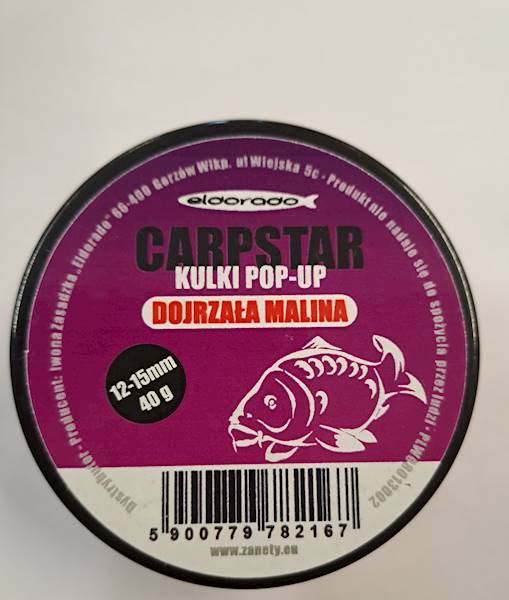 Dystrybutor - Producent: Iwona Zasadzka „Eldorado” 66-400 Gorzów Wlkp. ul Wiejska 5c - Produkt nie nadaje się do spożycia przez ludzi -
eldorado
CARPSTAR
KULKI POP-UP
DOJRZAŁA MALINA
12-15mm
40 g
5 900779 782167
www.zanety.eu